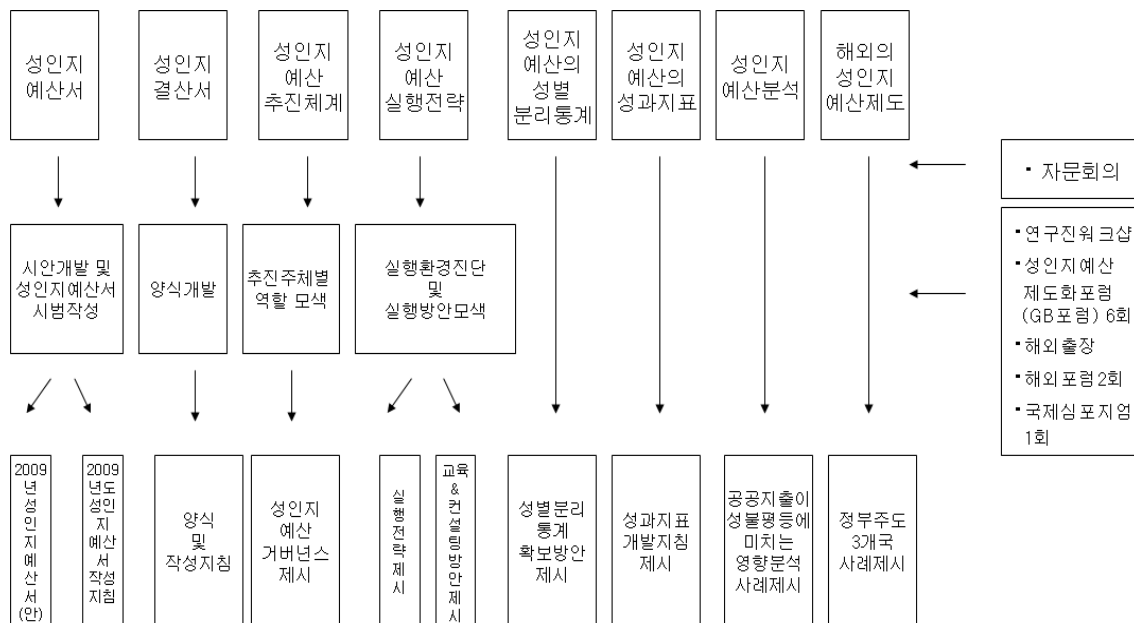 성인지
예산서
성인지
결산서
성인지
예산
추진체계
성인지
예산
실행전략
성인지
예산의
성별
분리통계
성인지
예산의
성과지표
성인지
예산분석
해외의
성인지
예산제도
▪ 자문회의
시안개발 및
성인지예산서
시범작성
양식개발
추진주체별
역할 모색
실행환경진단
및
실행방안모색
▪ 연구진워크샵
▪ 성인지예산
제도화포럼
(GB포럼) 6회
▪ 해외출장
▪ 해외포럼2회
▪ 국제심포지엄
1회
2009
년
성
인
지
예
산
서
(안)
2009
년도
성인
지
예산
서
작성
지침
양식
및
작성지침
성인지
예산
거버넌스
제시
실
행
전
략
제
시
교육
&
컨
설
팅
방
안
제
시
성별분리
통계
확보방안
제시
성과지표
개발지침
제시
공공지출이
성불평등에
미치는
영향분석
사례제시
정부주도
3개국
사례제시